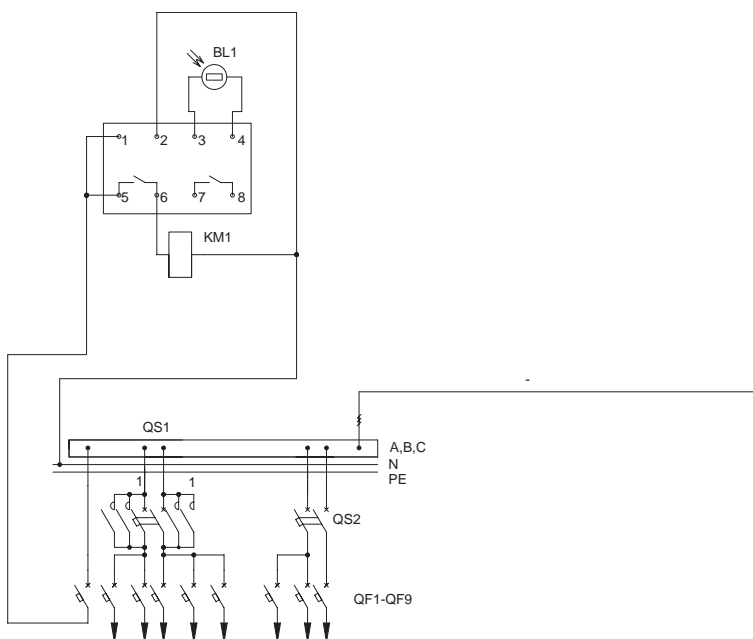 BL1
1 2 3 4
5 6 7 8
KM1
-
QS1
A,B,C
N
PE
1 1
QS2
QF1-QF9